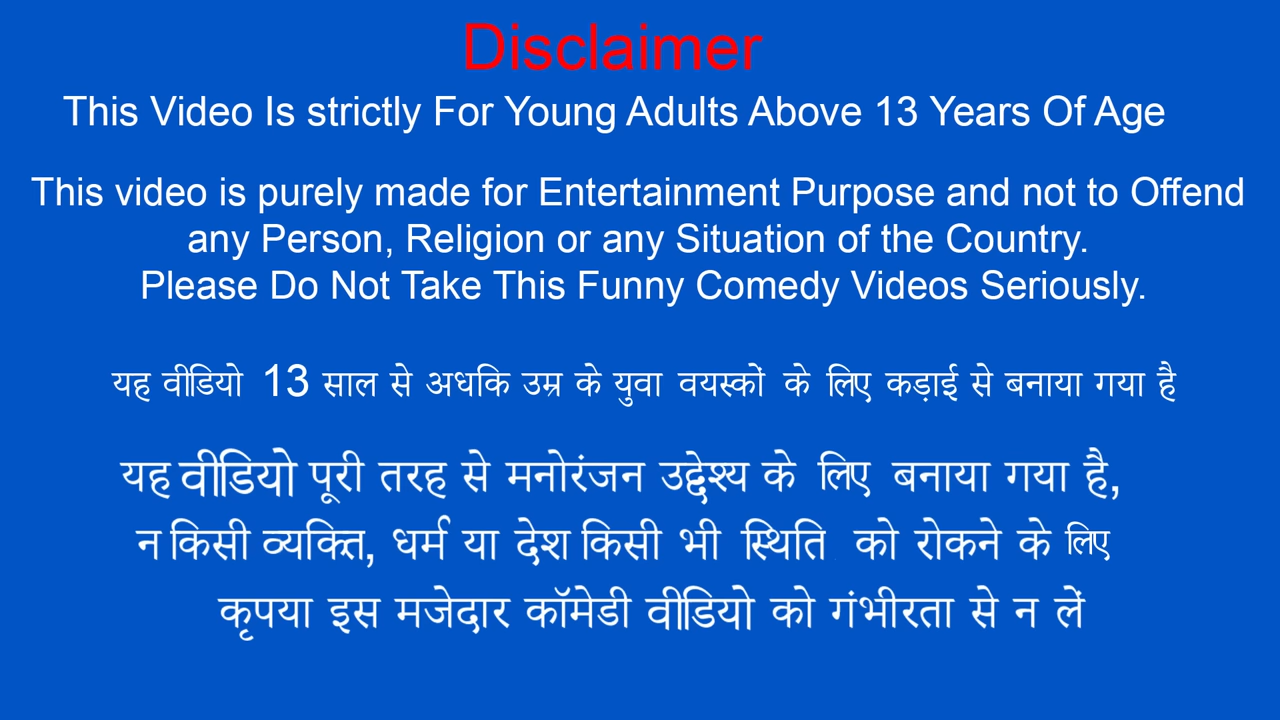 Disclaimer
This Video Is strictly For Young Adults Above 13 Years Of Age
This video is purely made for Entertainment Purpose and not to Offend
any Person, Religion or any Situation of the Country.
Please Do Not Take This Funny Comedy Videos Seriously.
यह वीडियो 13 साल से अधकि उम्र के युवा वयस्कों के लिए कड़ाई से बनाया गया है
यह वीडियो पूरी तरह से मनोरंजन उद्देश्य के लिए बनाया गया है,
न किसी व्यक्ति, धर्म या देश किसी भी स्थिति को रोकने के लिए
कृपया इस मजेदार कॉमेडी वीडियो को गंभीरता से न लें